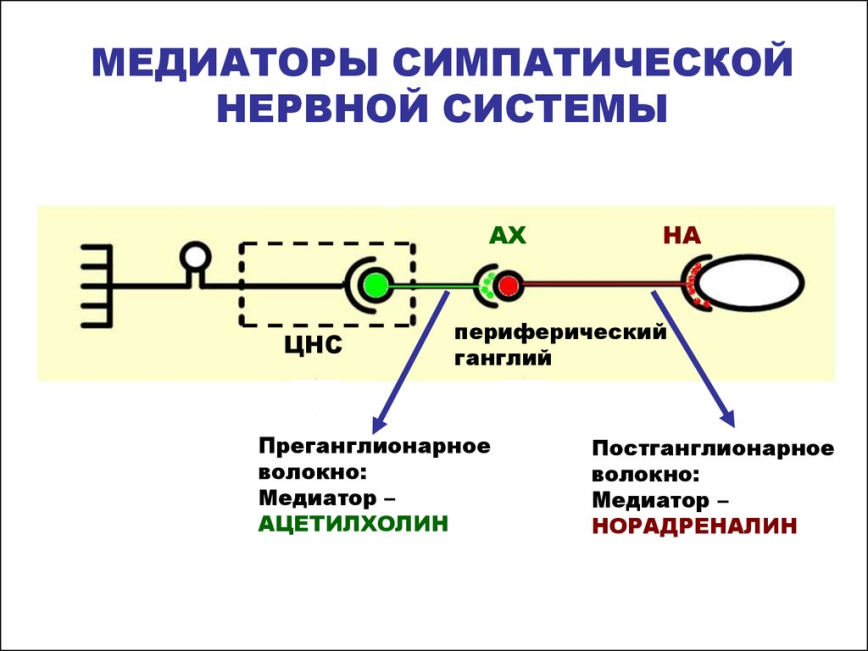 МЕДИАТОРЫ СИМПАТИЧЕСКОЙ
НЕРВНОЙ СИСТЕМЫ
АХ
НА
ЦНС
периферический
ганглий
Преганглионарное
волокно:
Медиатор –
АЦЕТИЛХОЛИН
Постганглионарное
волокно:
Медиатор –
НОРАДРЕНАЛИН